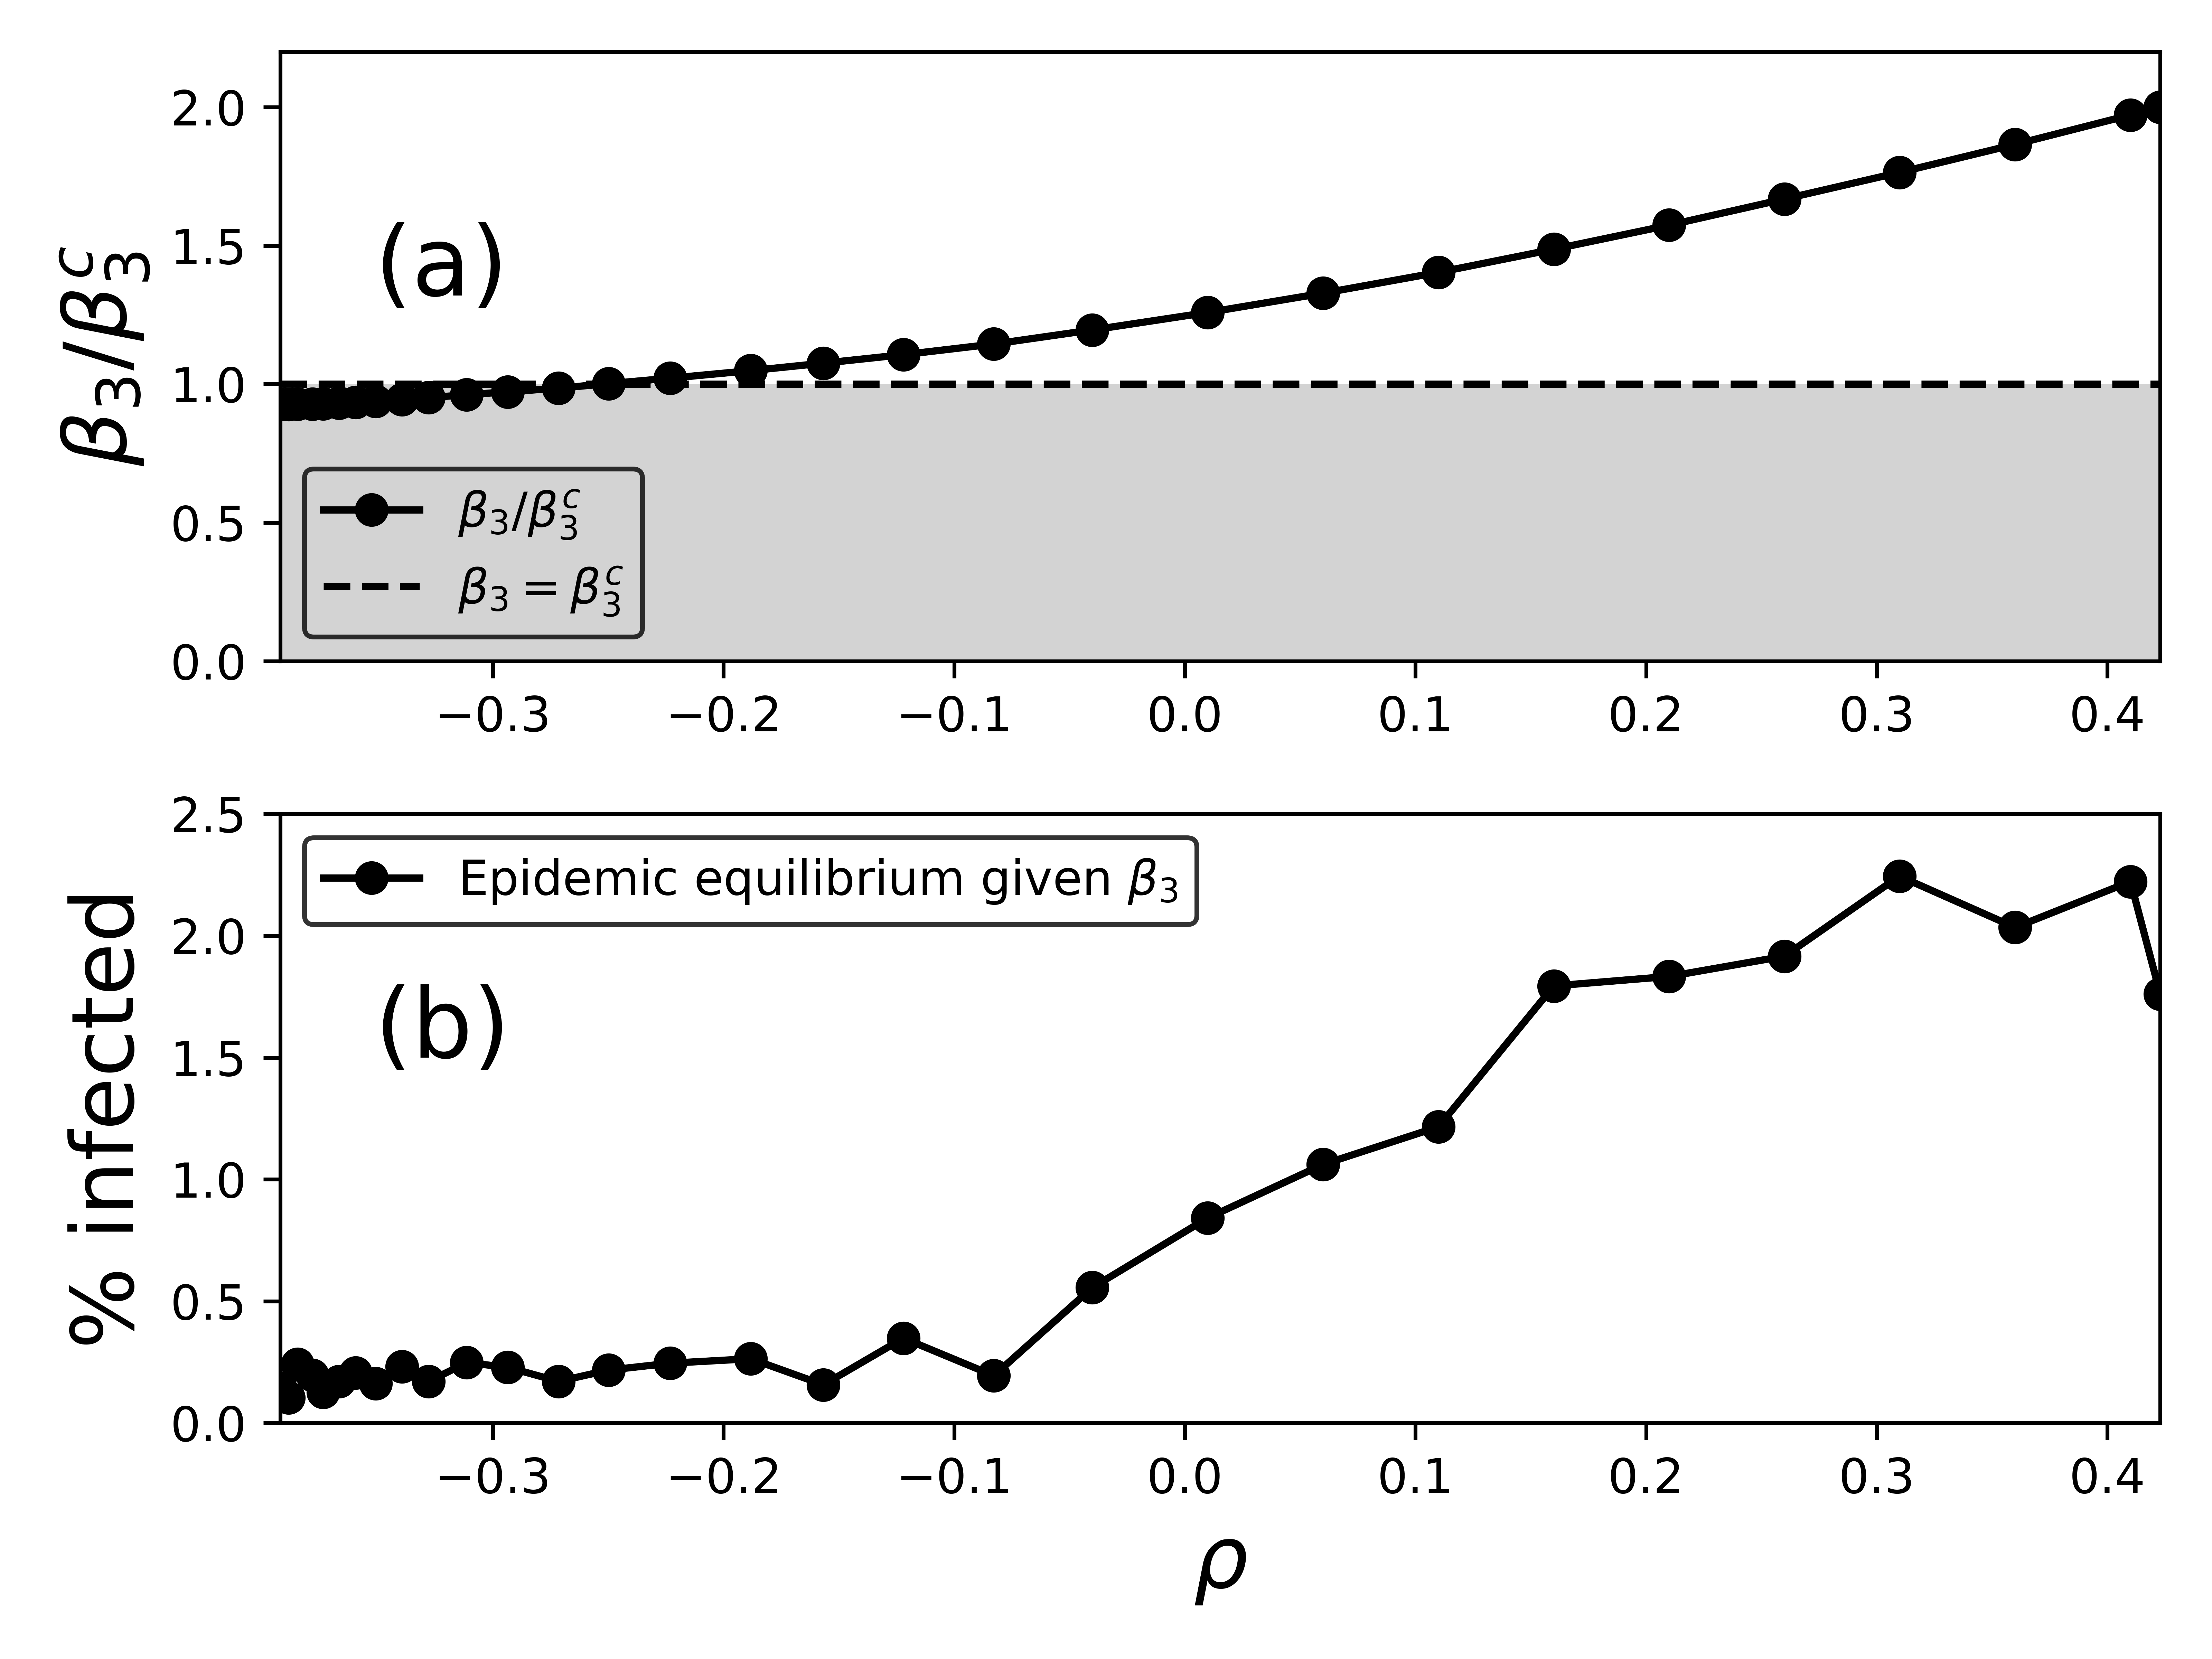 2.0
1.5
1.0
0.5
0.0
β₃/β₃ᶜ
(a)
β₃/β₃ᶜ
β₃ = β₃ᶜ
−0.3 −0.2 −0.1 0.0 0.1 0.2 0.3 0.4
2.5
2.0
1.5
1.0
0.5
0.0
% infected
Epidemic equilibrium given β₃
(b)
−0.3 −0.2 −0.1 0.0 0.1 0.2 0.3 0.4
ρ